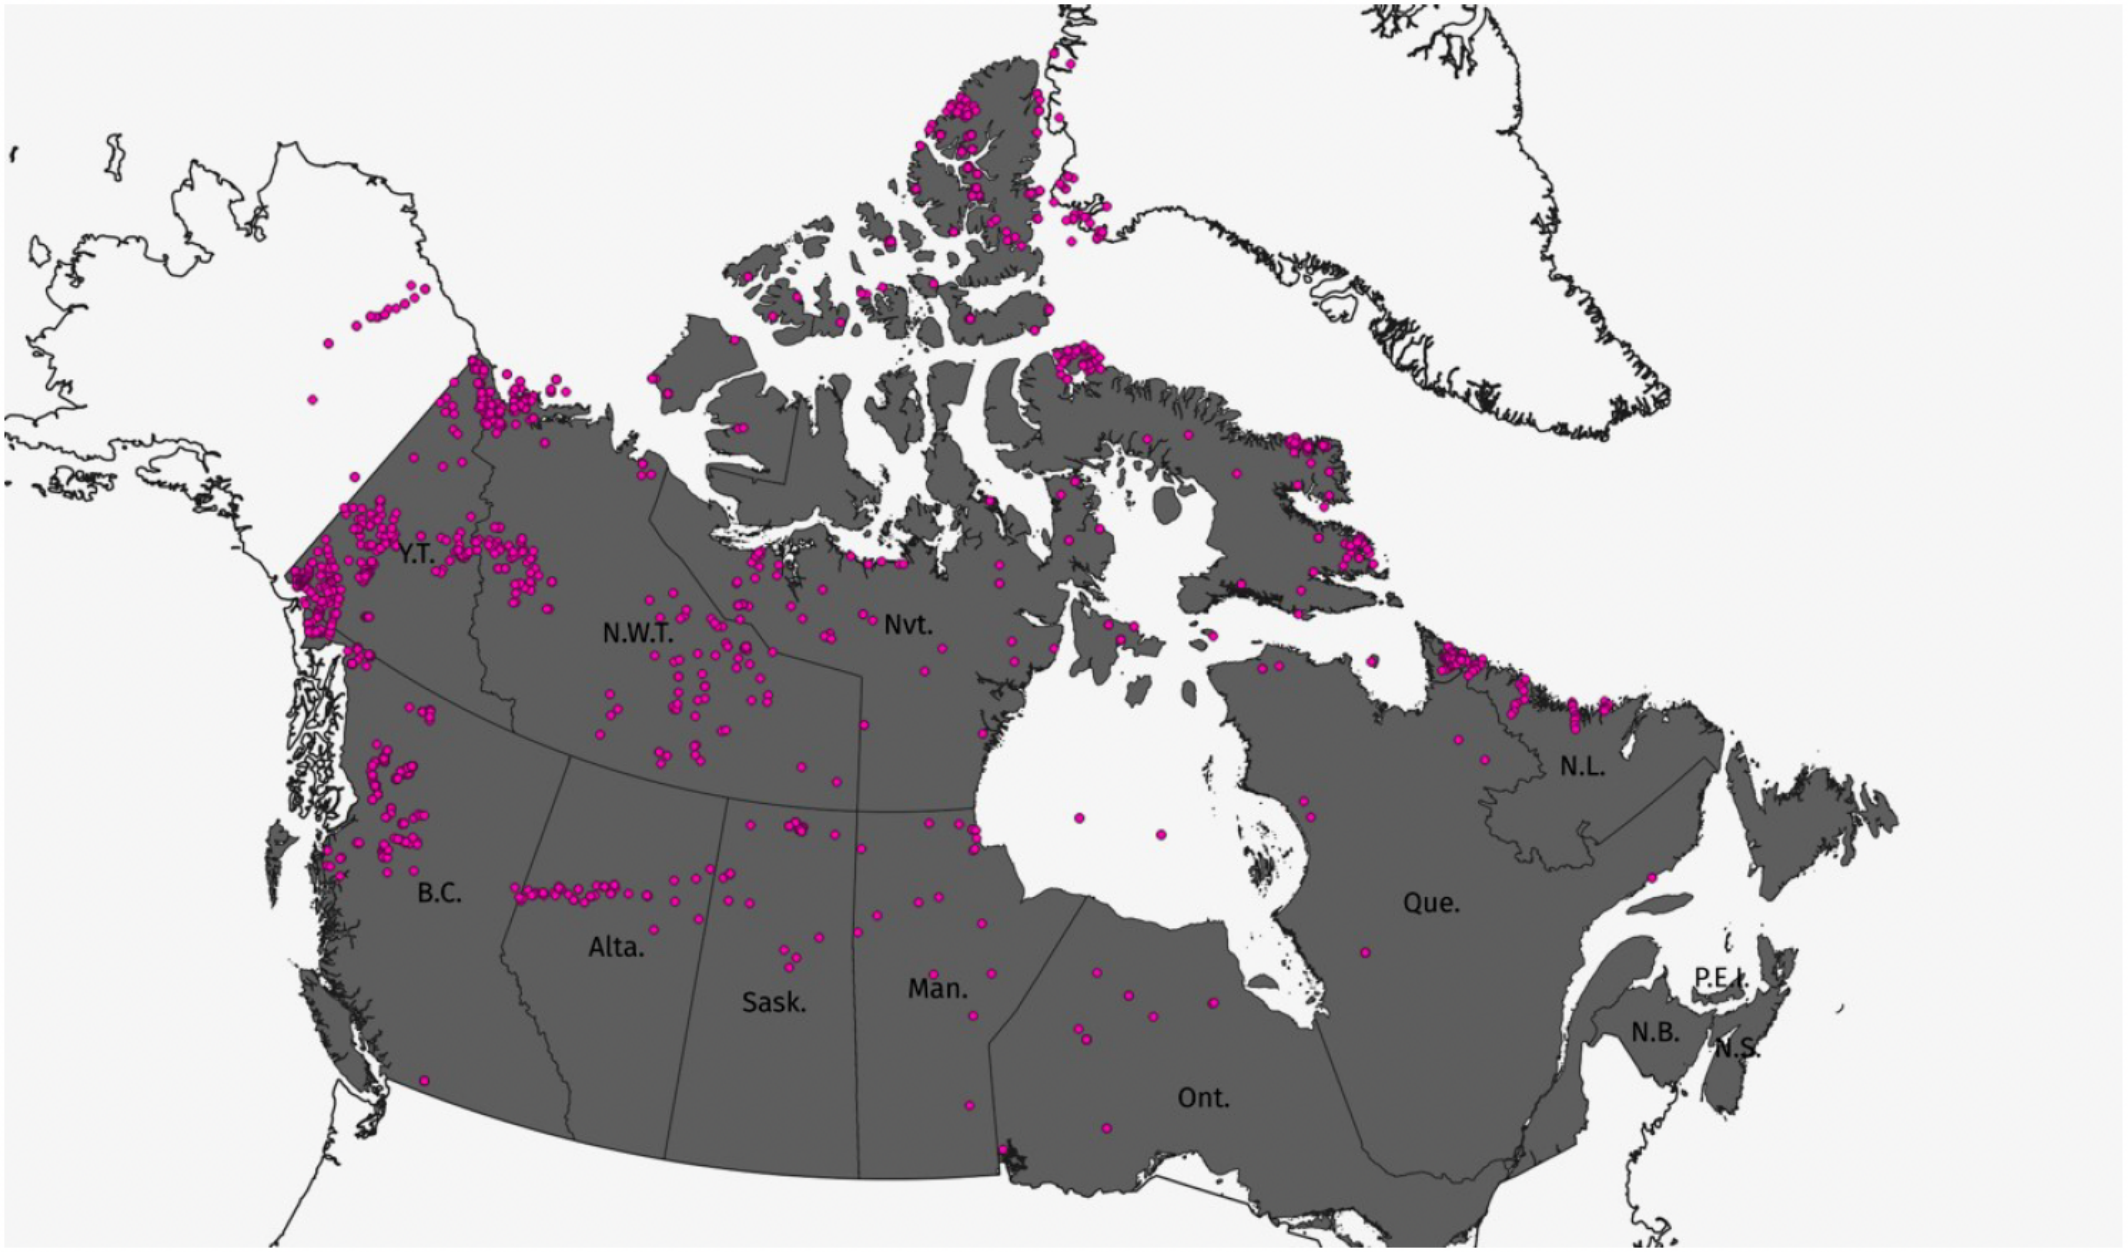 Y.T.
N.W.T.
Nvt.
N.L.
B.C.
Alta.
Sask.
Man.
Que.
Ont.
P.E.I.
N.B.
N.S.